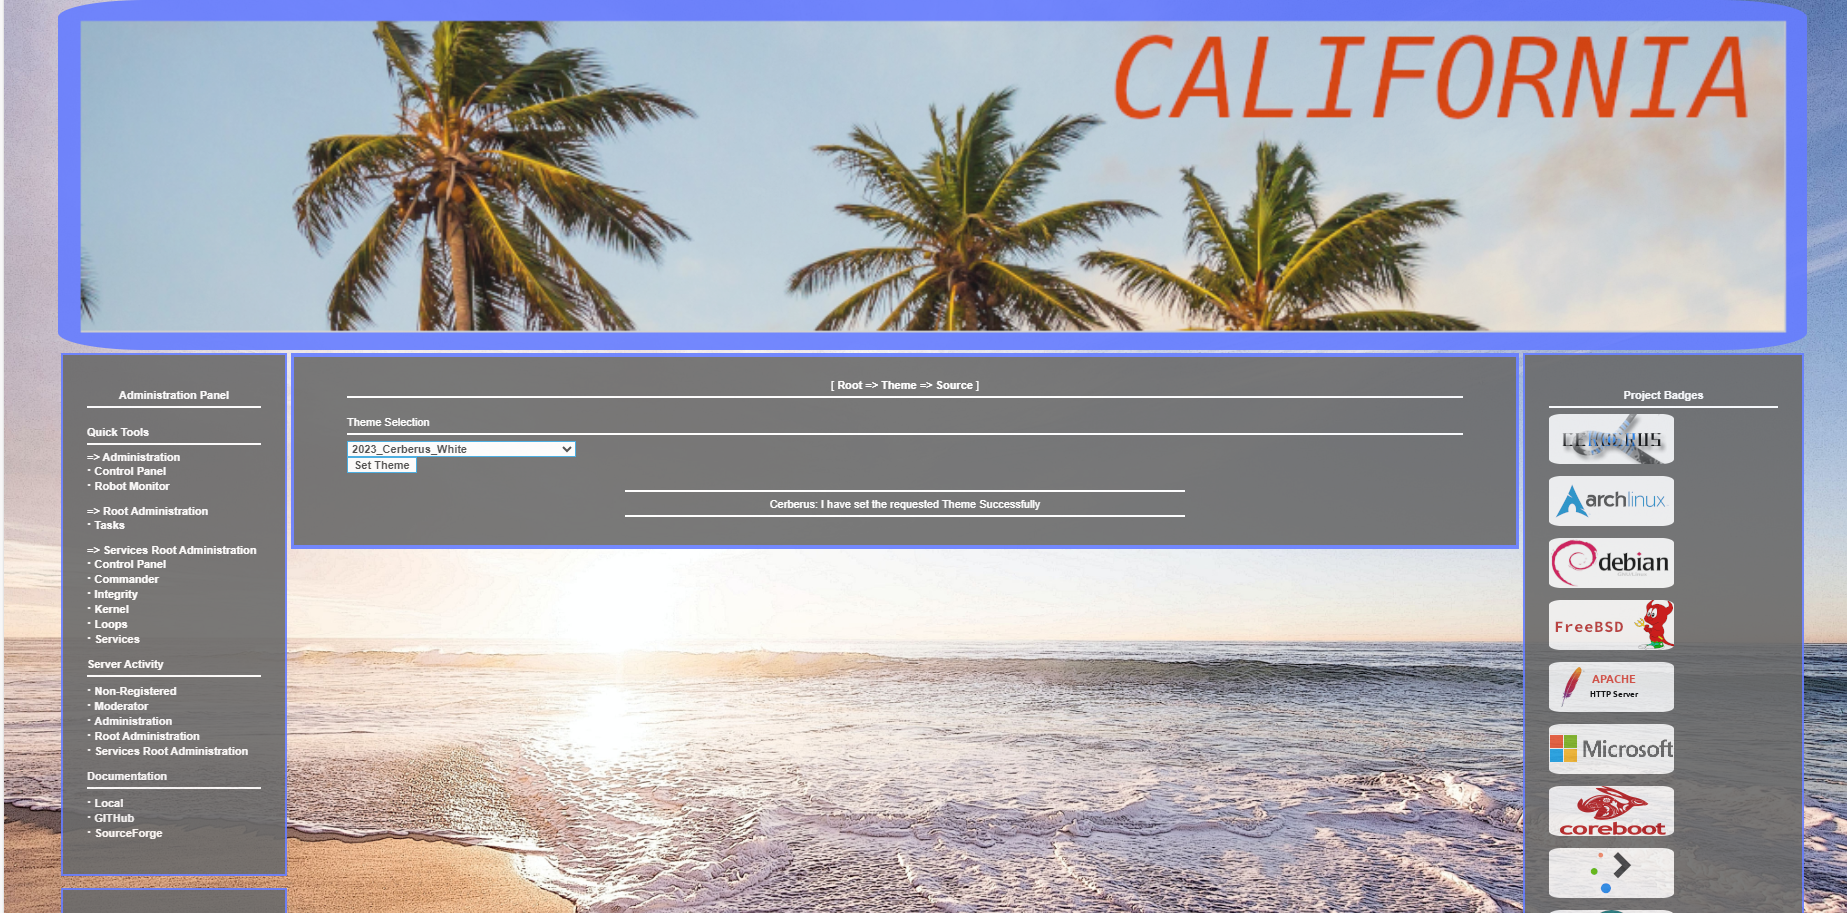 CALIFORNIA
Administration Panel
Quick Tools
=> Administration
· Control Panel
· Robot Monitor
=> Root Administration
· Tasks
=> Services Root Administration
· Control Panel
· Commander
· Integrity
· Kernel
· Loops
· Services
Server Activity
· Non-Registered
· Moderator
· Administration
· Root Administration
· Services Root Administration
Documentation
· Local
· GITHub
· SourceForge
[ Root => Theme => Source ]
Theme Selection
2023_Cerberus_White
Set Theme
Cerberus: I have set the requested Theme Successfully
Project Badges
CERBERUS
archlinux
debian
FreeBSD
APACHE
HTTP Server
Microsoft
coreboot